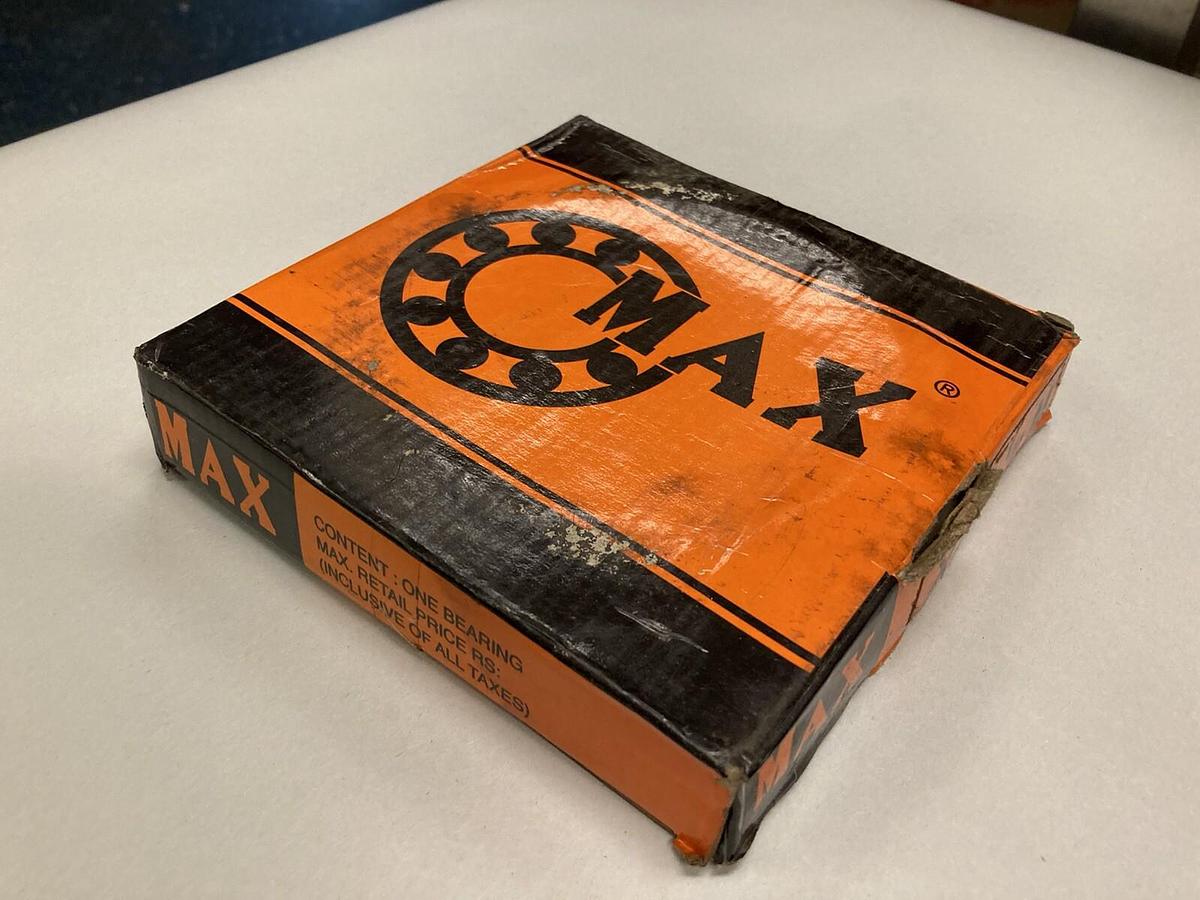 MAX ®
MAX
CONTENT : ONE BEARING
MAX. RETAIL PRICE RS:
(INCLUSIVE OF ALL TAXES)
MAX